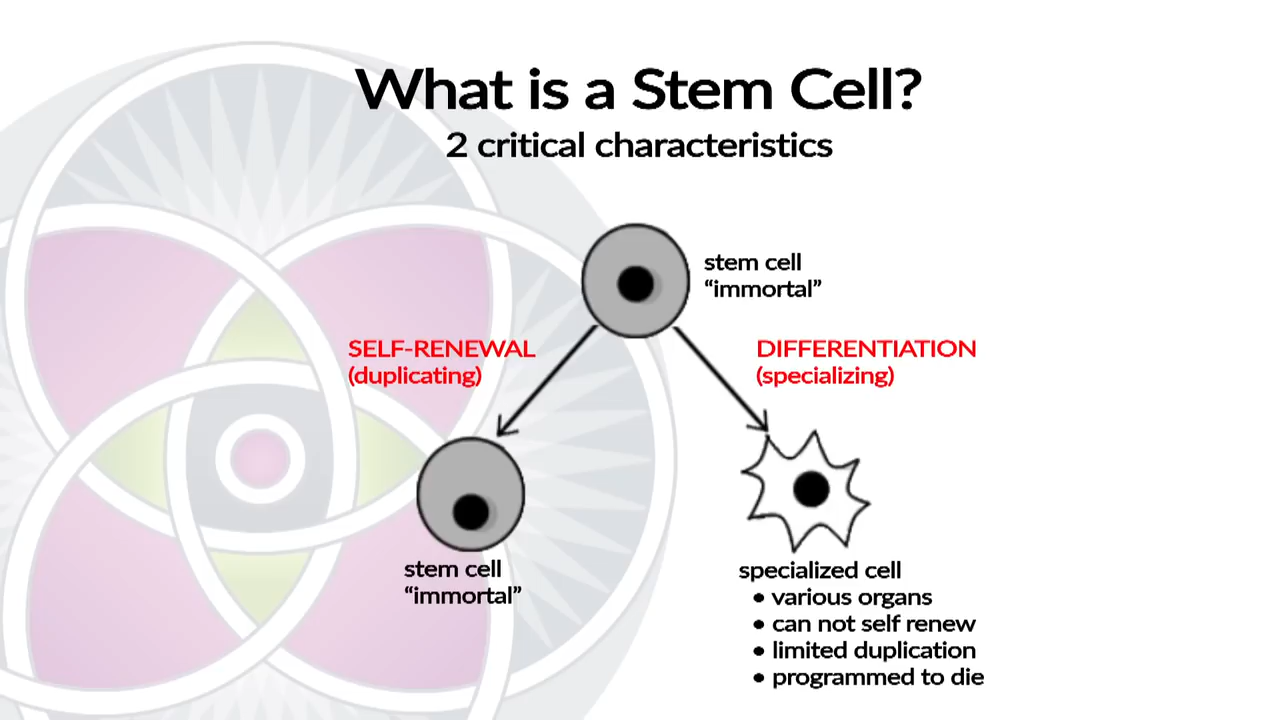 What is a Stem Cell?
2 critical characteristics
stem cell
“immortal”
SELF-RENEWAL
(duplicating)
DIFFERENTIATION
(specializing)
stem cell
“immortal”
specialized cell
• various organs
• can not self renew
• limited duplication
• programmed to die